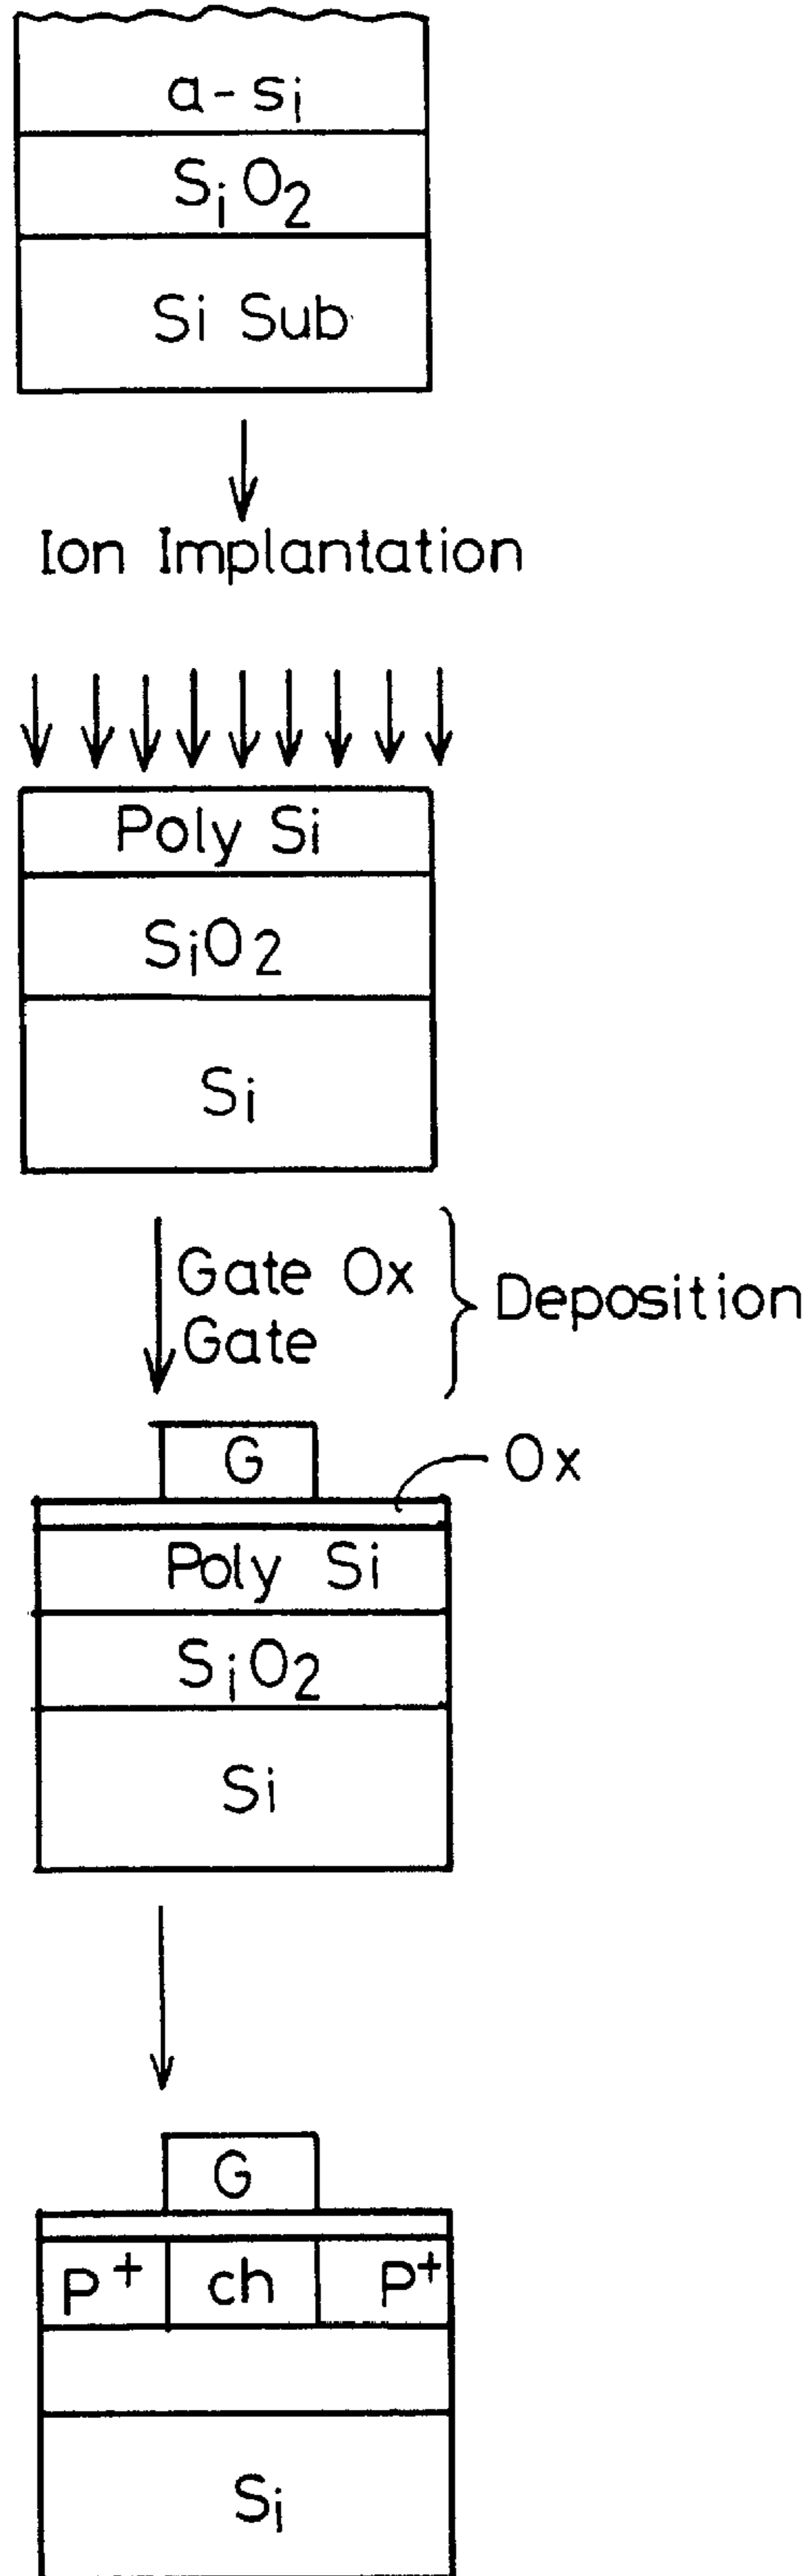 a-si
SiO2
Si Sub
Ion Implantation
Poly Si
SiO2
Si
Gate Ox
Gate
Deposition
G
Ox
Poly Si
SiO2
Si
G
P+ ch P+
Si